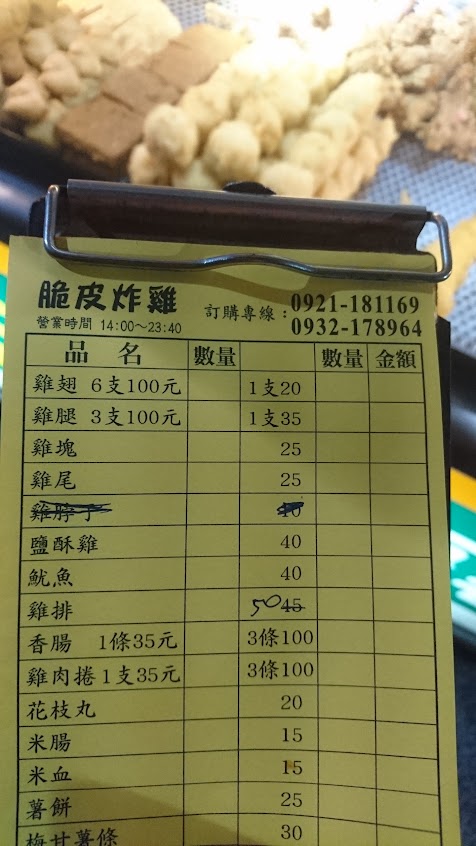 脆皮炸雞
訂購專線：0921-181169
營業時間 14:00～23:40
0932-178964
品名 數量 數量 金額
雞翅 6支100元 1支20
雞腿 3支100元 1支35
雞塊 25
雞尾 25
雞脖子
鹽酥雞 40
魷魚 40
雞排 50 45
香腸 1條35元 3條100
雞肉捲1支35元 3條100
花枝丸 20
米腸 15
米血 15
薯餅 25
梅甘薯條 30